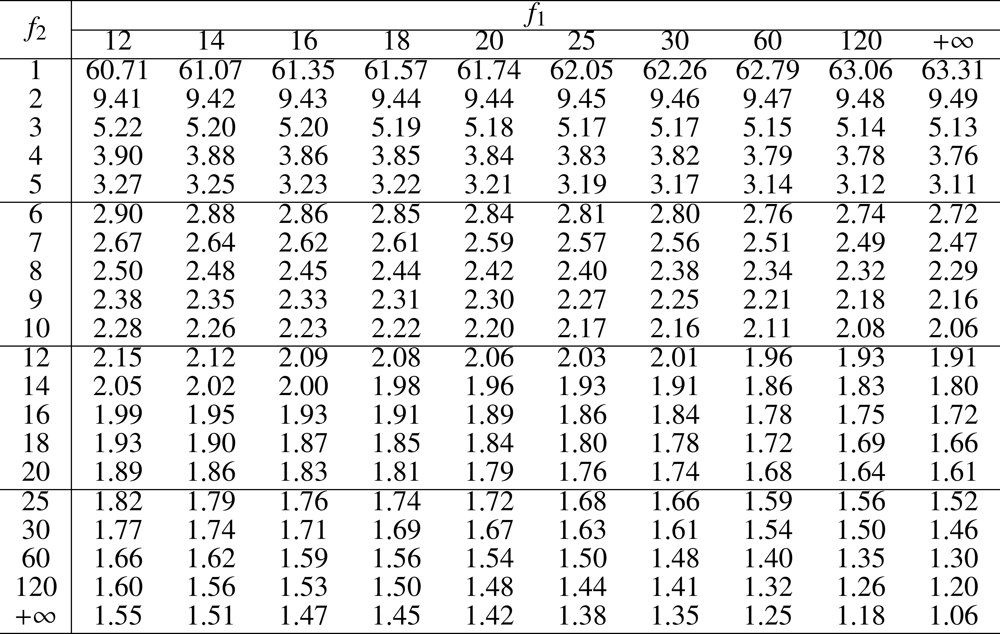 f₂ f₁
12 14 16 18 20 25 30 60 120 +∞
1 60.71 61.07 61.35 61.57 61.74 62.05 62.26 62.79 63.06 63.31
2 9.41 9.42 9.43 9.44 9.44 9.45 9.46 9.47 9.48 9.49
3 5.22 5.20 5.20 5.19 5.18 5.17 5.17 5.15 5.14 5.13
4 3.90 3.88 3.86 3.85 3.84 3.83 3.82 3.79 3.78 3.76
5 3.27 3.25 3.23 3.22 3.21 3.19 3.17 3.14 3.12 3.11
6 2.90 2.88 2.86 2.85 2.84 2.81 2.80 2.76 2.74 2.72
7 2.67 2.64 2.62 2.61 2.59 2.57 2.56 2.51 2.49 2.47
8 2.50 2.48 2.45 2.44 2.42 2.40 2.38 2.34 2.32 2.29
9 2.38 2.35 2.33 2.31 2.30 2.27 2.25 2.21 2.18 2.16
10 2.28 2.26 2.23 2.22 2.20 2.17 2.16 2.11 2.08 2.06
12 2.15 2.12 2.09 2.08 2.06 2.03 2.01 1.96 1.93 1.91
14 2.05 2.02 2.00 1.98 1.96 1.93 1.91 1.86 1.83 1.80
16 1.99 1.95 1.93 1.91 1.89 1.86 1.84 1.78 1.75 1.72
18 1.93 1.90 1.87 1.85 1.84 1.80 1.78 1.72 1.69 1.66
20 1.89 1.86 1.83 1.81 1.79 1.76 1.74 1.68 1.64 1.61
25 1.82 1.79 1.76 1.74 1.72 1.68 1.66 1.59 1.56 1.52
30 1.77 1.74 1.71 1.69 1.67 1.63 1.61 1.54 1.50 1.46
60 1.66 1.62 1.59 1.56 1.54 1.50 1.48 1.40 1.35 1.30
120 1.60 1.56 1.53 1.50 1.48 1.44 1.41 1.32 1.26 1.20
+∞ 1.55 1.51 1.47 1.45 1.42 1.38 1.35 1.25 1.18 1.06